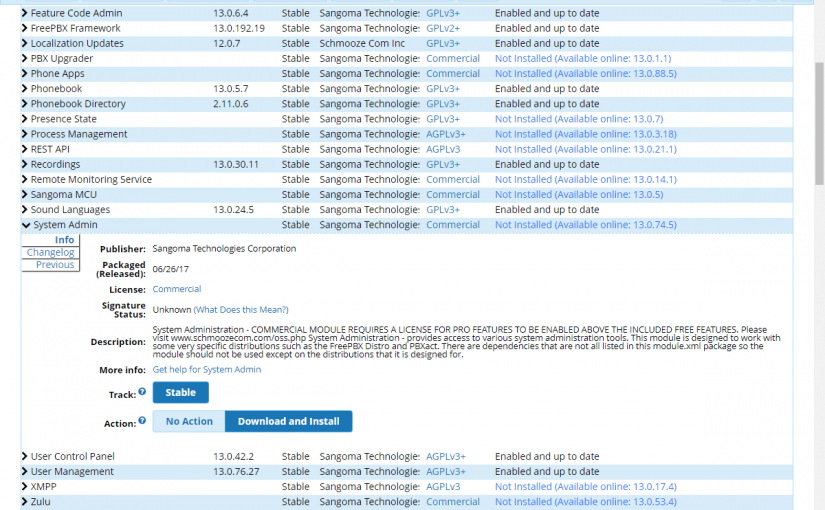 Feature Code Admin 13.0.6.4 Stable Sangoma Technologies GPLv3+ Enabled and up to date
FreePBX Framework 13.0.192.19 Stable Sangoma Technologies GPLv2+ Enabled and up to date
Localization Updates 12.0.7 Stable Schmooze Com Inc GPLv3+ Enabled and up to date
PBX Upgrader Stable Sangoma Technologies Commercial Not Installed (Available online: 13.0.1.1)
Phone Apps Stable Sangoma Technologies Commercial Not Installed (Available online: 13.0.88.5)
Phonebook 13.0.5.7 Stable Sangoma Technologies GPLv3+ Enabled and up to date
Phonebook Directory 2.11.0.6 Stable Sangoma Technologies GPLv3+ Enabled and up to date
Presence State Stable Sangoma Technologies GPLv3+ Not Installed (Available online: 13.0.7)
Process Management Stable Sangoma Technologies AGPLv3+ Not Installed (Available online: 13.0.3.18)
REST API Stable Sangoma Technologies AGPLv3 Not Installed (Available online: 13.0.21.1)
Recordings 13.0.30.11 Stable Sangoma Technologies GPLv3+ Enabled and up to date
Remote Monitoring Service Stable Sangoma Technologies Commercial Not Installed (Available online: 13.0.14.1)
Sangoma MCU Stable Sangoma Technologies Commercial Not Installed (Available online: 13.0.5)
Sound Languages 13.0.24.5 Stable Sangoma Technologies GPLv3+ Enabled and up to date
System Admin Stable Sangoma Technologies Commercial Not Installed (Available online: 13.0.74.5)
Info
Changelog
Previous
Publisher: Sangoma Technologies Corporation
Packaged
(Released): 06/26/17
License: Commercial
Signature
Status: Unknown (What Does this Mean?)
Description: System Administration - COMMERCIAL MODULE REQUIRES A LICENSE FOR PRO FEATURES TO BE ENABLED ABOVE THE INCLUDED FREE FEATURES. Please
visit www.schmoozecom.com/oss.php System Administration - provides access to various system administration tools. This module is designed to work with
some very specific distributions such as the FreePBX Distro and PBXact. There are dependencies that are not all listed in this module.xml package so the
module should not be used except on the distributions that it is designed for.
More info: Get help for System Admin
Track: ? Stable
Action: ? No Action Download and Install
User Control Panel 13.0.42.2 Stable Sangoma Technologies AGPLv3+ Enabled and up to date
User Management 13.0.76.27 Stable Sangoma Technologies AGPLv3+ Enabled and up to date
XMPP Stable Sangoma Technologies AGPLv3 Not Installed (Available online: 13.0.17.4)
Zulu Stable Sangoma Technologies Commercial Not Installed (Available online: 13.0.53.4)